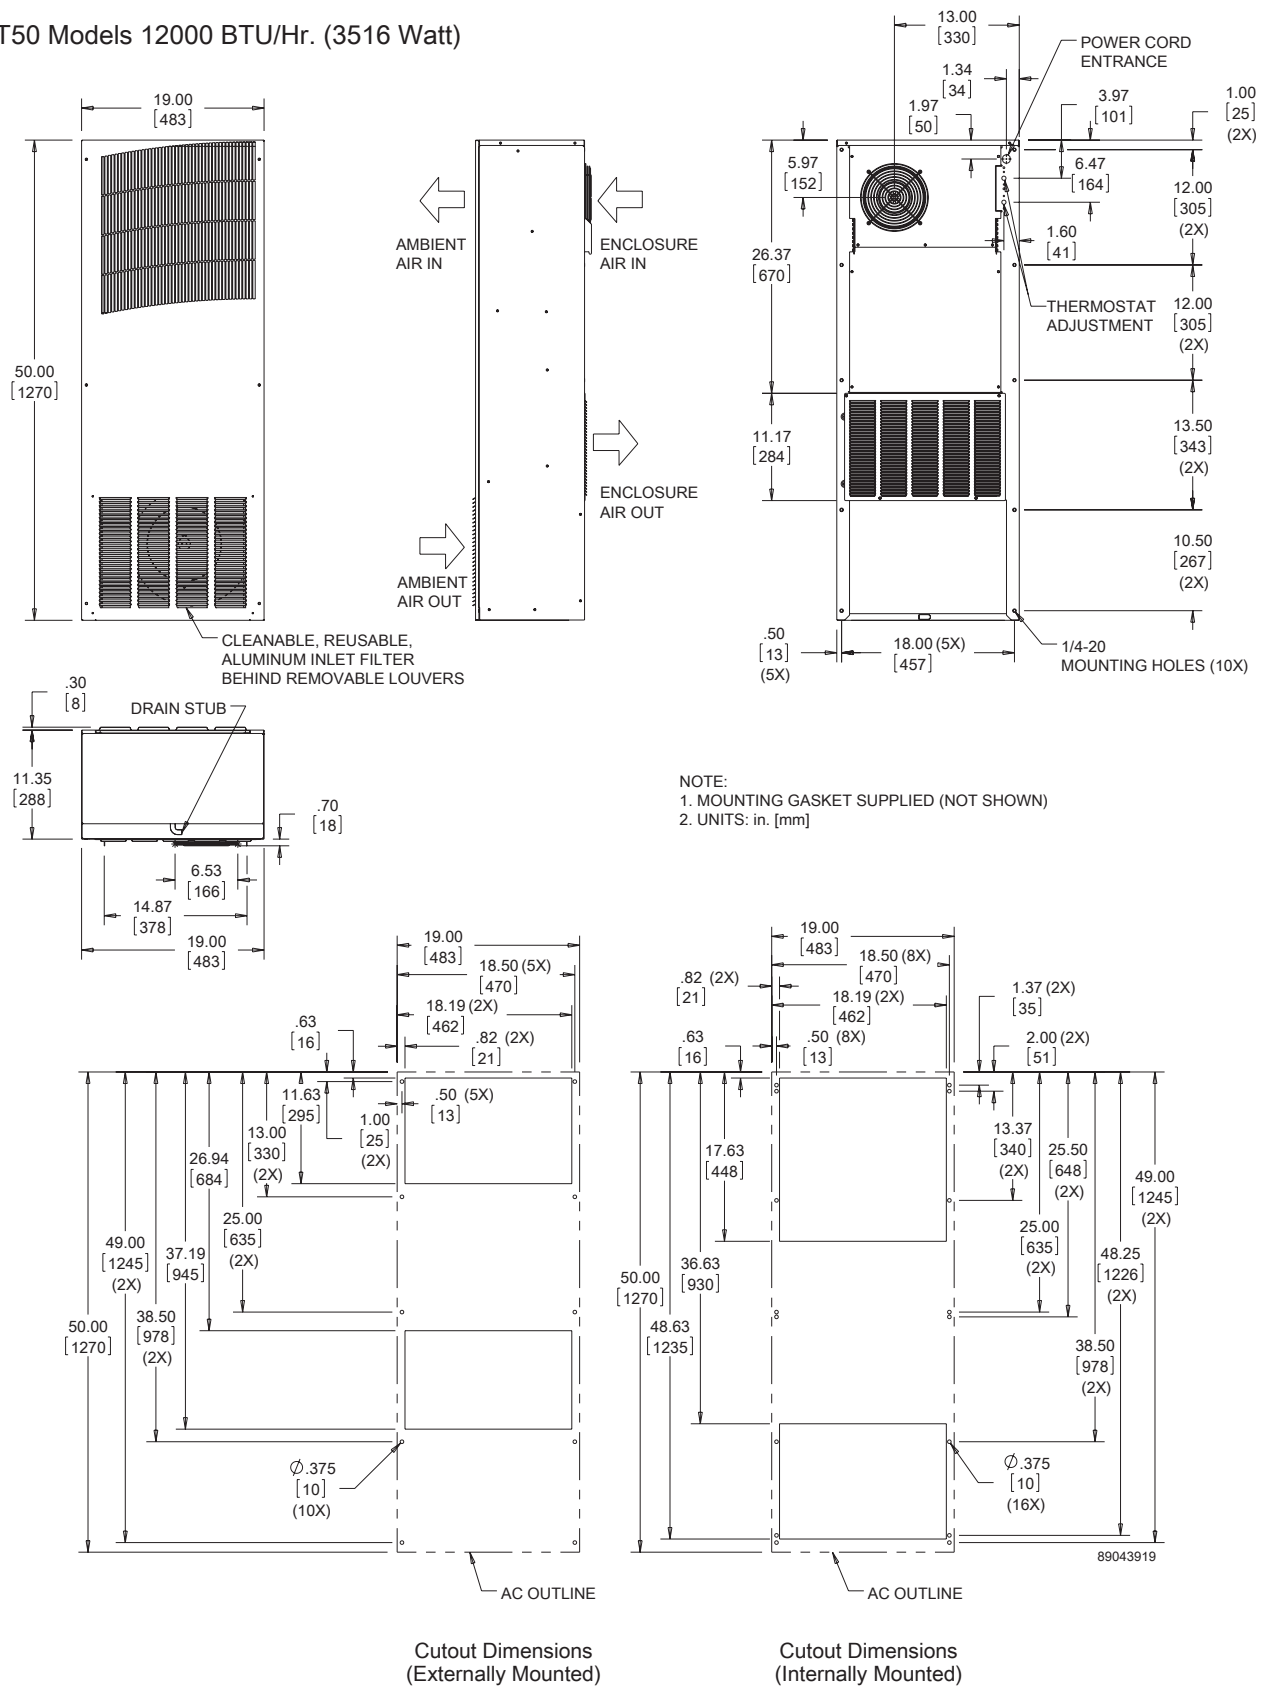 T50 Models 12000 BTU/Hr. (3516 Watt)
19.00
[483]
50.00
[1270]
CLEANABLE, REUSABLE,
ALUMINUM INLET FILTER
BEHIND REMOVABLE LOUVERS
AMBIENT
AIR IN
ENCLOSURE
AIR IN
ENCLOSURE
AIR OUT
AMBIENT
AIR OUT
13.00
[330]
POWER CORD
ENTRANCE
1.34
[34]
1.97
[50]
3.97
[101]
1.00
[25]
(2X)
5.97
[152]
6.47
[164]
12.00
[305]
(2X)
1.60
[41]
26.37
[670]
THERMOSTAT
ADJUSTMENT
12.00
[305]
(2X)
11.17
[284]
13.50
[343]
(2X)
10.50
[267]
(2X)
.50
[13]
(5X)
18.00 (5X)
[457]
1/4-20
MOUNTING HOLES (10X)
.30
[8]
DRAIN STUB
11.35
[288]
.70
[18]
6.53
[166]
14.87
[378]
19.00
[483]
NOTE:
1. MOUNTING GASKET SUPPLIED (NOT SHOWN)
2. UNITS: in. [mm]
19.00
[483]
18.50 (5X)
[470]
18.19 (2X)
[462]
.63
[16]
.82 (2X)
[21]
.50 (5X)
[13]
11.63
[295]
1.00
[25]
(2X)
13.00
[330]
(2X)
26.94
[684]
25.00
[635]
(2X)
49.00
[1245]
(2X)
37.19
[945]
38.50
[978]
(2X)
50.00
[1270]
Ø.375
[10]
(10X)
AC OUTLINE
Cutout Dimensions
(Externally Mounted)
19.00
[483]
18.50 (8X)
[470]
.82 (2X)
[21]
18.19 (2X)
[462]
1.37 (2X)
[35]
.63
[16]
.50 (8X)
[13]
2.00 (2X)
[51]
17.63
[448]
13.37
[340]
(2X)
25.50
[648]
(2X)
49.00
[1245]
(2X)
25.00
[635]
(2X)
48.25
[1226]
(2X)
36.63
[930]
50.00
[1270]
48.63
[1235]
38.50
[978]
(2X)
Ø.375
[10]
(16X)
89043919
AC OUTLINE
Cutout Dimensions
(Internally Mounted)